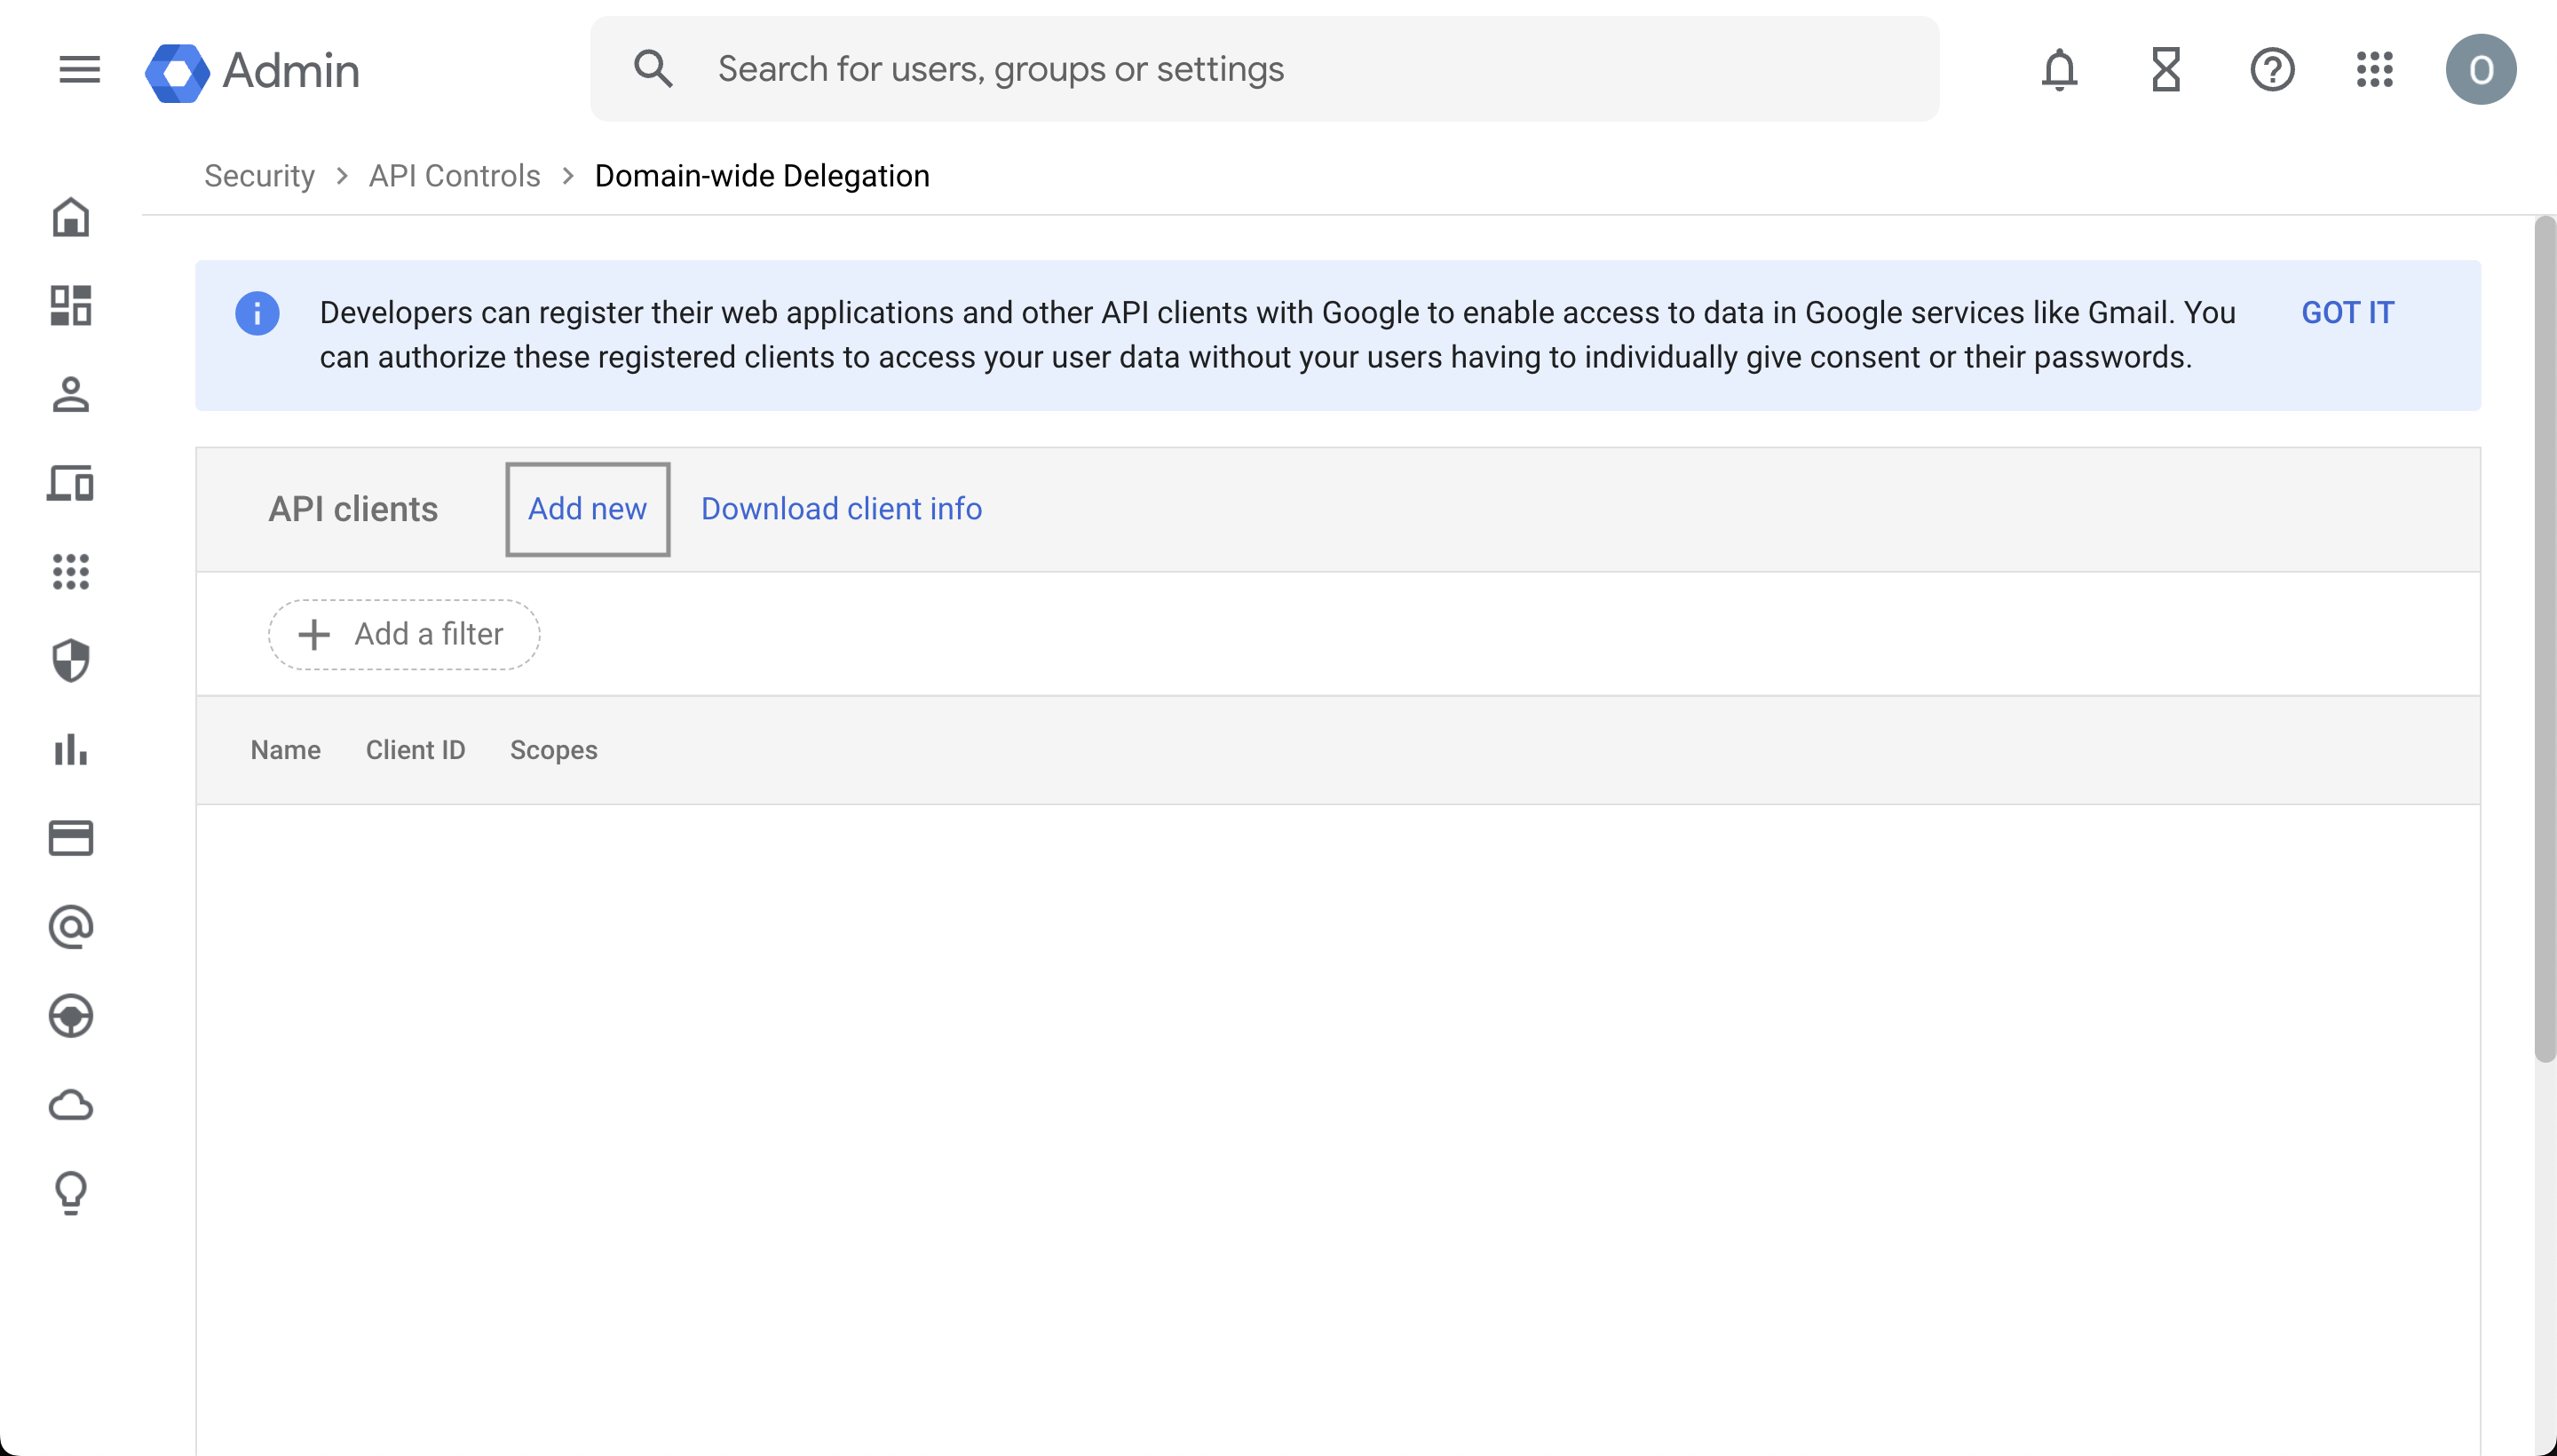 Admin
Search for users, groups or settings
O
Security > API Controls > Domain-wide Delegation
Developers can register their web applications and other API clients with Google to enable access to data in Google services like Gmail. You
can authorize these registered clients to access your user data without your users having to individually give consent or their passwords.
GOT IT
API clients Add new Download client info
Add a filter
Name Client ID Scopes